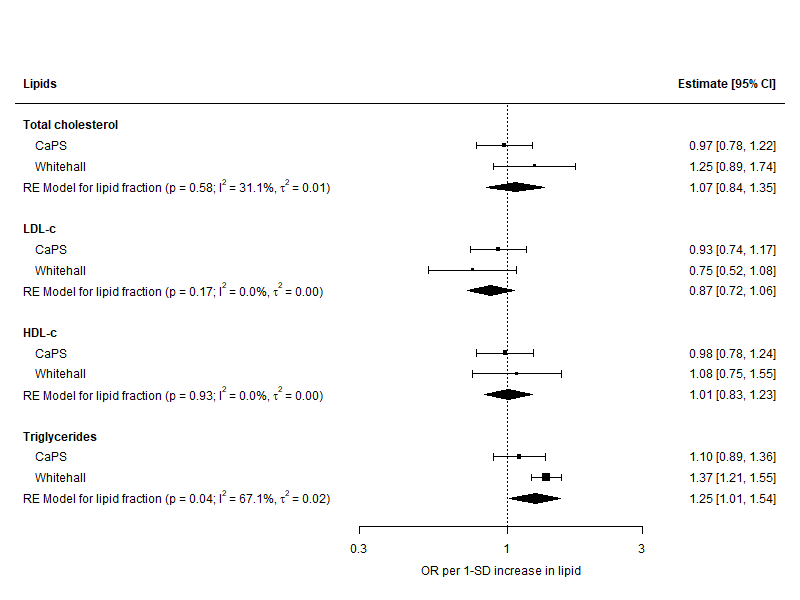 Lipids Estimate [95% CI]
Total cholesterol
CaPS 0.97 [0.78, 1.22]
Whitehall 1.25 [0.89, 1.74]
RE Model for lipid fraction (p = 0.58; I² = 31.1%, τ² = 0.01) 1.07 [0.84, 1.35]
LDL-c
CaPS 0.93 [0.74, 1.17]
Whitehall 0.75 [0.52, 1.08]
RE Model for lipid fraction (p = 0.17; I² = 0.0%, τ² = 0.00) 0.87 [0.72, 1.06]
HDL-c
CaPS 0.98 [0.78, 1.24]
Whitehall 1.08 [0.75, 1.55]
RE Model for lipid fraction (p = 0.93; I² = 0.0%, τ² = 0.00) 1.01 [0.83, 1.23]
Triglycerides
CaPS 1.10 [0.89, 1.36]
Whitehall 1.37 [1.21, 1.55]
RE Model for lipid fraction (p = 0.04; I² = 67.1%, τ² = 0.02) 1.25 [1.01, 1.54]
0.3 1 3
OR per 1-SD increase in lipid